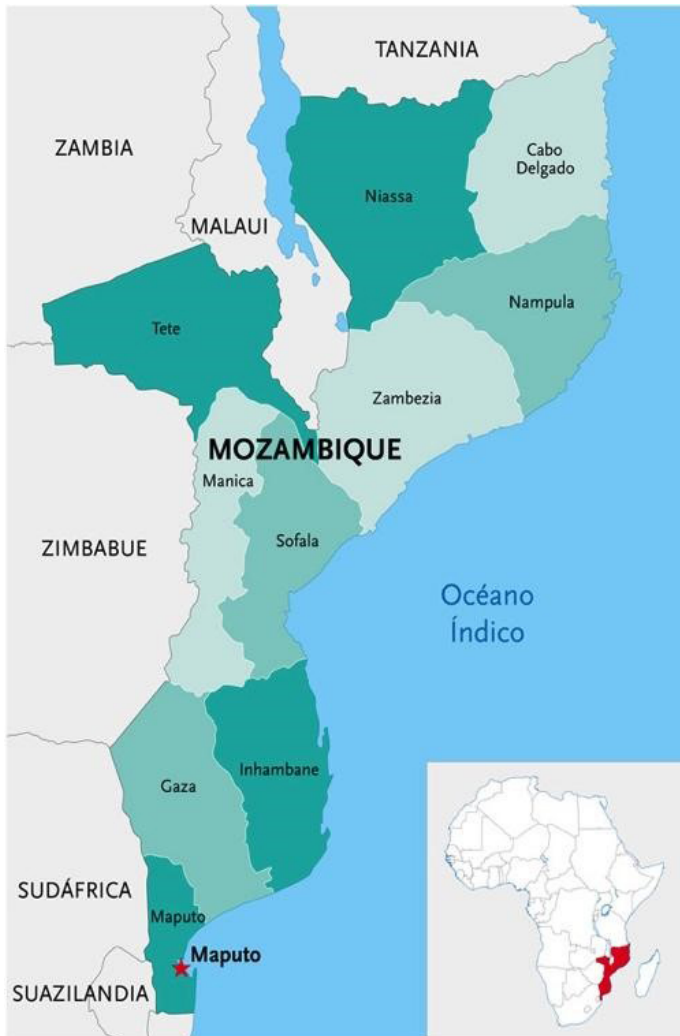 TANZANIA
ZAMBIA
Cabo
Delgado
Niassa
MALAUI
Nampula
Tete
Zambezia
MOZAMBIQUE
Manica
Sofala
ZIMBABUE
Océano
Índico
Inhambane
Gaza
SUDÁFRICA
Maputo
Maputo
SUAZILANDIA